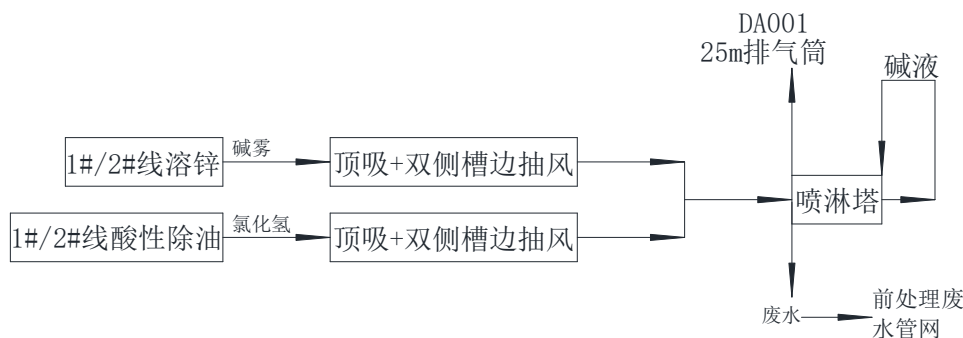 DA001
25m排气筒
碱液
1#/2#线溶锌
碱雾
顶吸+双侧槽边抽风
喷淋塔
1#/2#线酸性除油
氯化氢
顶吸+双侧槽边抽风
废水
前处理废
水管网